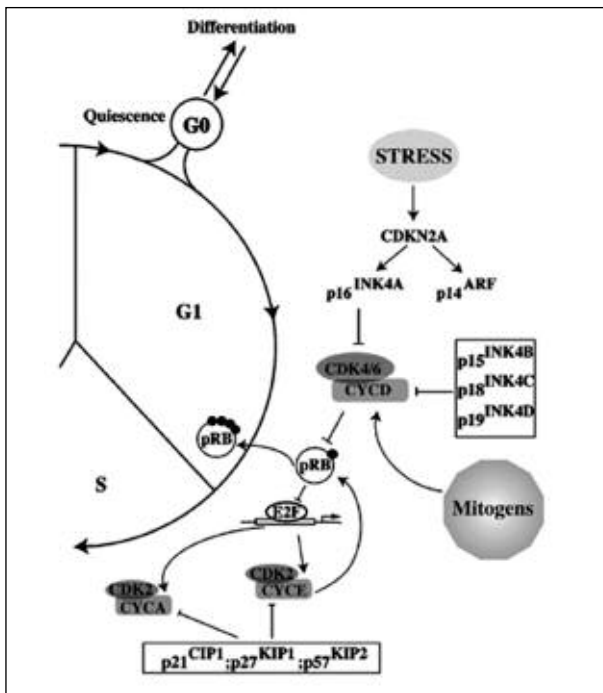 Differentiation
Quiescence
G0
STRESS
CDKN2A
p16INK4A
p14ARF
G1
CDK4/6
CYCD
p15INK4B
p18INK4C
p19INK4D
pRB
pRB
S
E2F
Mitogens
CDK2
CYCA
CDK2
CYCE
p21CIP1;p27KIP1;p57KIP2